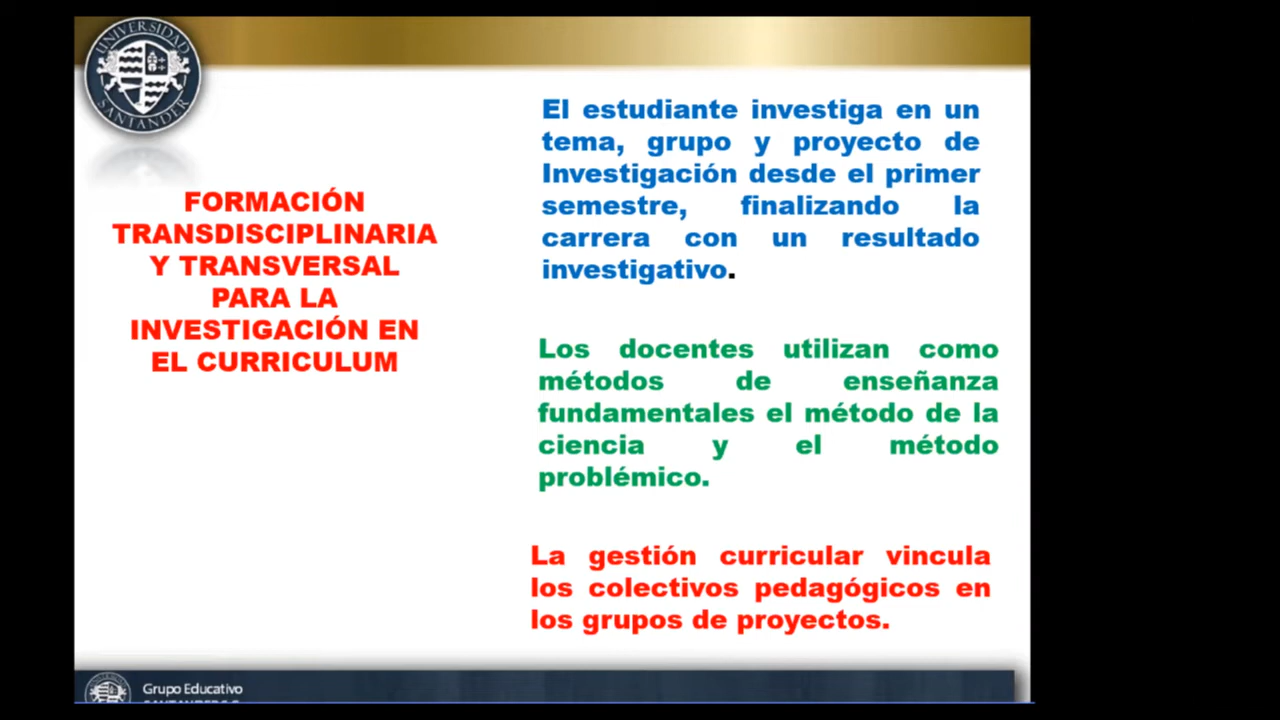 UNIVERSIDAD
SANTANDER
FORMACIÓN
TRANSDISCIPLINARIA
Y TRANSVERSAL
PARA LA
INVESTIGACIÓN EN
EL CURRICULUM
El estudiante investiga en un
tema, grupo y proyecto de
Investigación desde el primer
semestre, finalizando la
carrera con un resultado
investigativo.
Los docentes utilizan como
métodos de enseñanza
fundamentales el método de la
ciencia y el método
problémico.
La gestión curricular vincula
los colectivos pedagógicos en
los grupos de proyectos.
Grupo Educativo